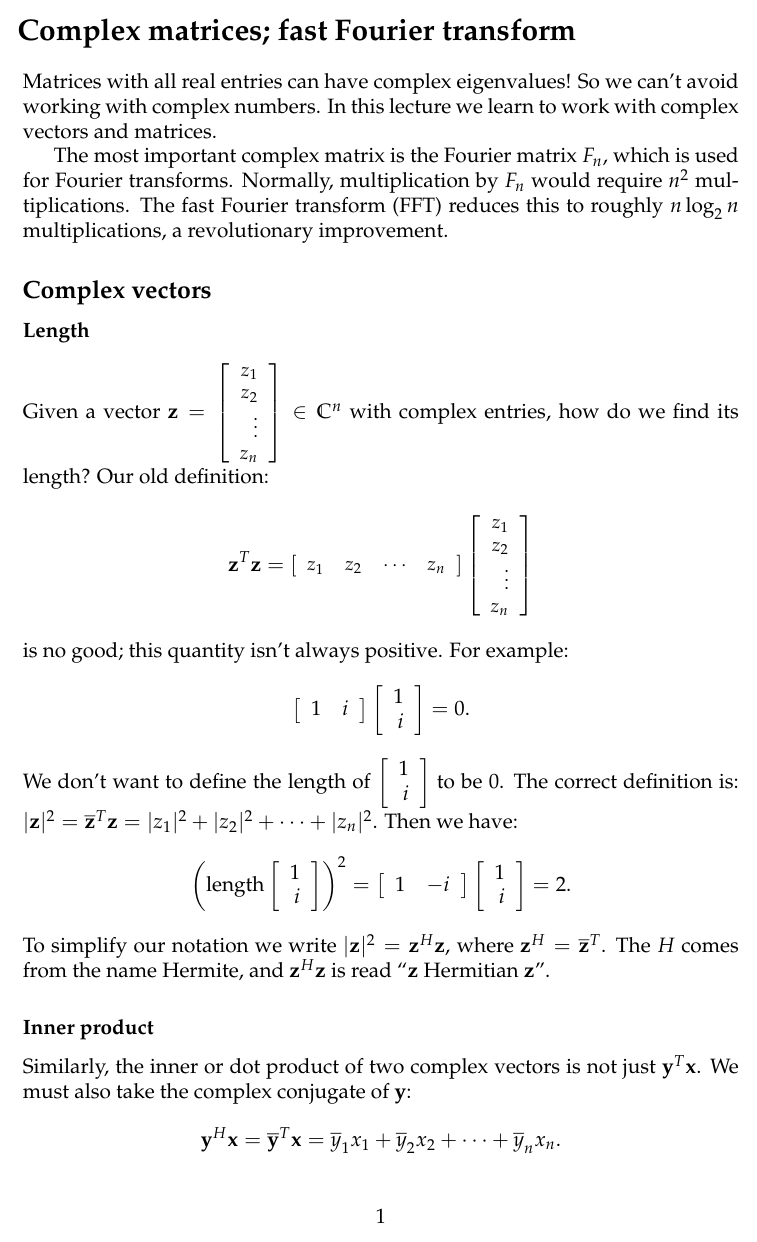 Complex matrices; fast Fourier transform
Matrices with all real entries can have complex eigenvalues! So we can't avoid
working with complex numbers. In this lecture we learn to work with complex
vectors and matrices.
The most important complex matrix is the Fourier matrix Fₙ, which is used
for Fourier transforms. Normally, multiplication by Fₙ would require n² mul-
tiplications. The fast Fourier transform (FFT) reduces this to roughly n log₂ n
multiplications, a revolutionary improvement.
Complex vectors
Length
Given a vector z = [ z₁ z₂ ⋮ zₙ ] ∈ ℂⁿ with complex entries, how do we find its
length? Our old definition:
zᵀz = [ z₁ z₂ ⋯ zₙ ] [ z₁ z₂ ⋮ zₙ ]
is no good; this quantity isn't always positive. For example:
[ 1 i ] [ 1 i ] = 0.
We don't want to define the length of [ 1 i ] to be 0. The correct definition is:
|z|² = z̅ᵀz = |z₁|² + |z₂|² + ⋯ + |zₙ|². Then we have:
(length [ 1 i ])² = [ 1 −i ] [ 1 i ] = 2.
To simplify our notation we write |z|² = zᴴz, where zᴴ = z̅ᵀ. The H comes
from the name Hermite, and zᴴz is read "z Hermitian z".
Inner product
Similarly, the inner or dot product of two complex vectors is not just yᵀx. We
must also take the complex conjugate of y:
yᴴx = y̅ᵀx = y̅₁x₁ + y̅₂x₂ + ⋯ + y̅ₙxₙ.
1